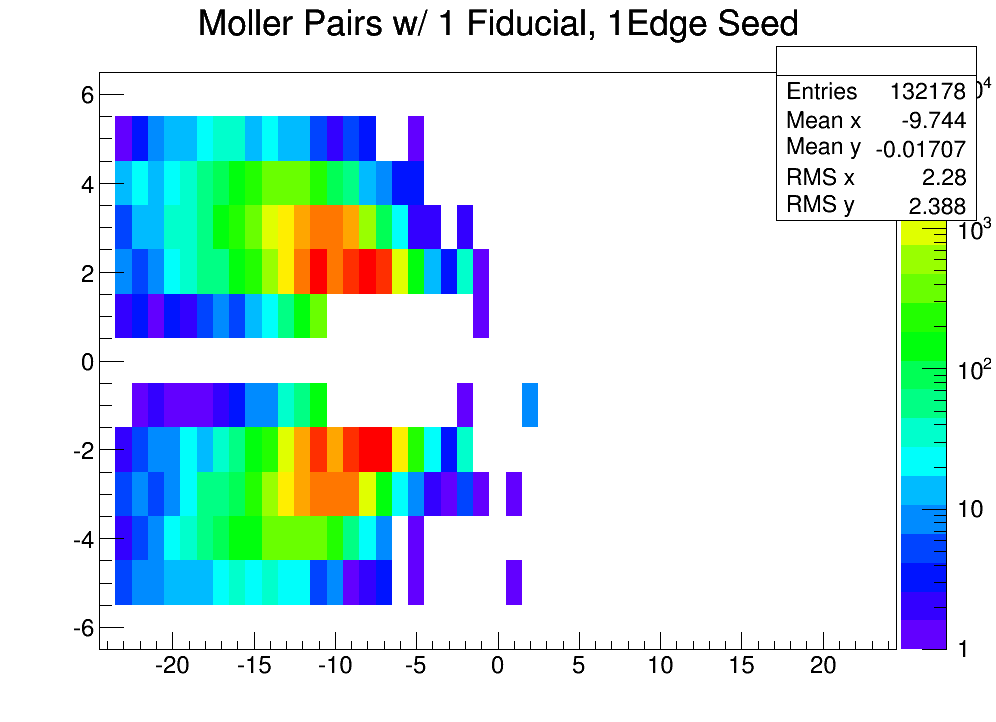 Moller Pairs w/ 1 Fiducial, 1Edge Seed
Entries 132178
Mean x -9.744
Mean y -0.01707
RMS x 2.28
RMS y 2.388
6
4
2
0
-2
-4
-6
-20 -15 -10 -5 0 5 10 15 20
10³
10²
10
1